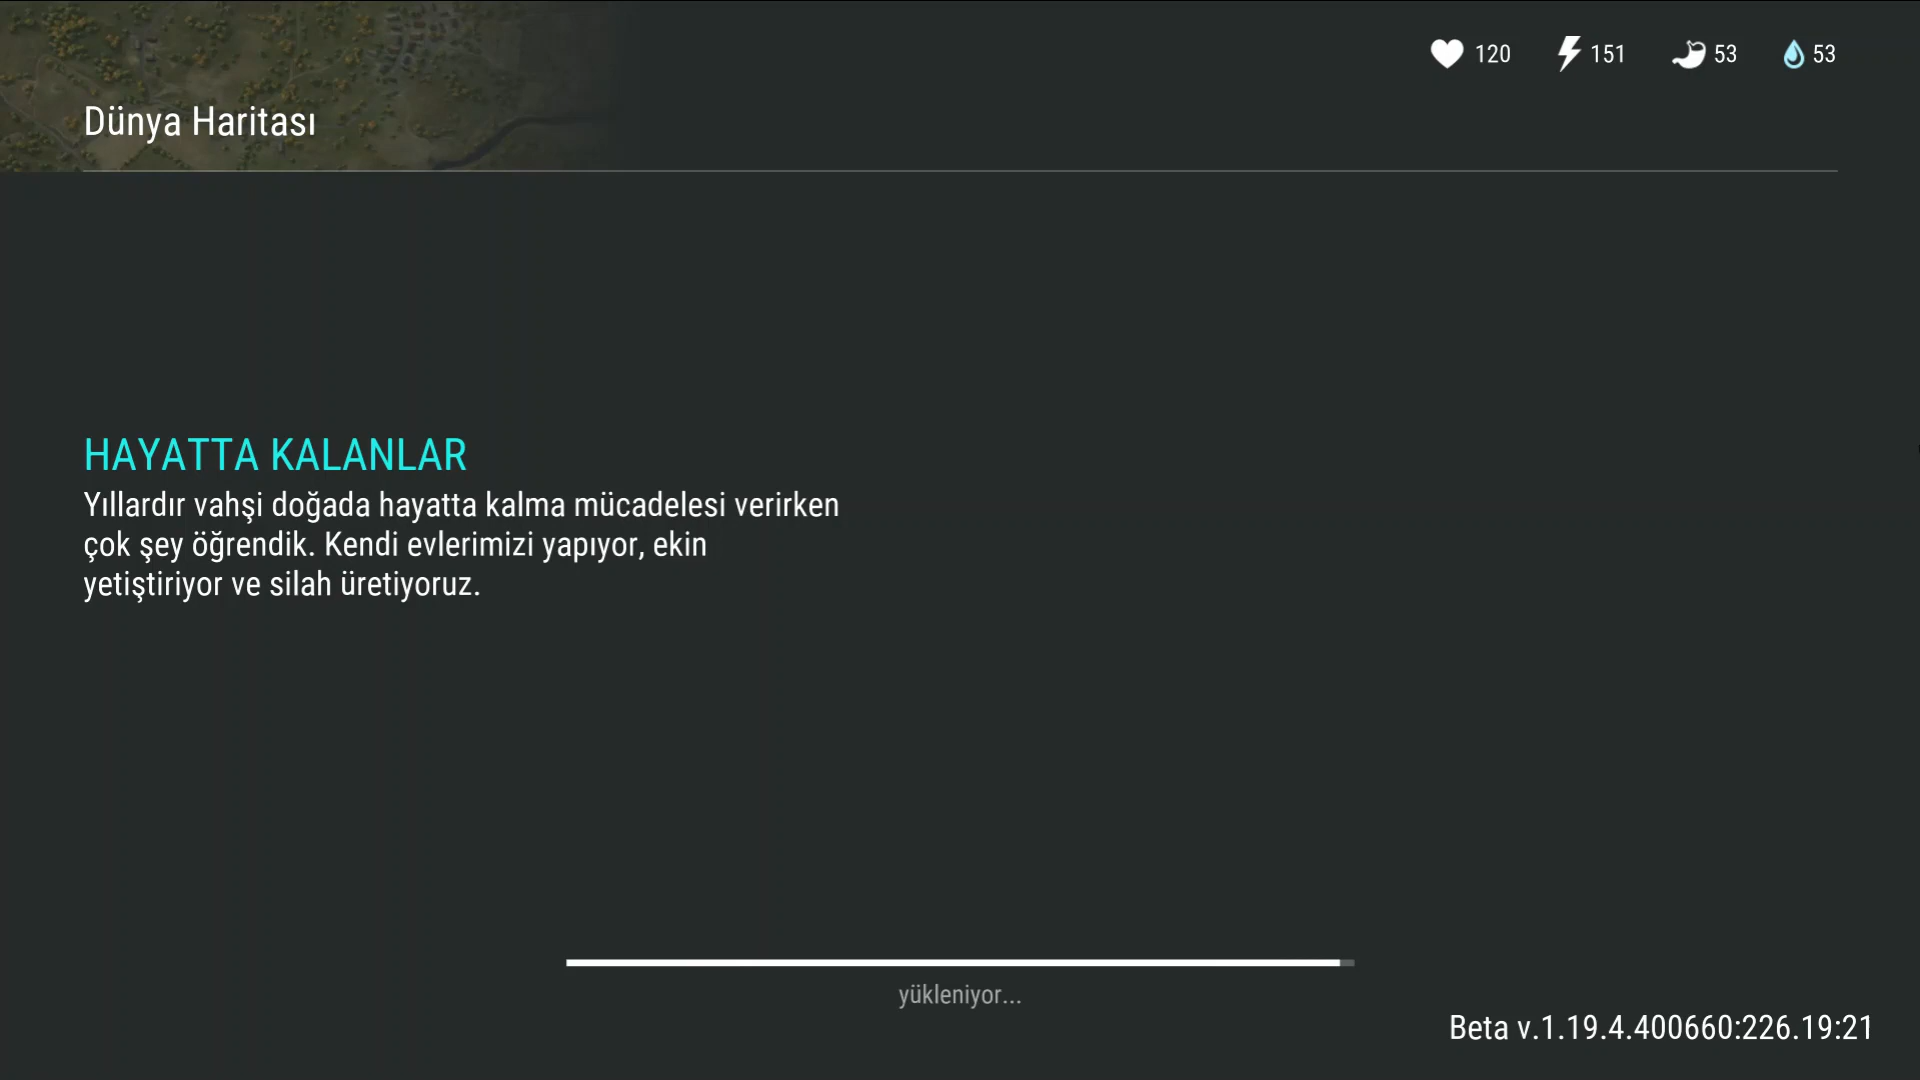 120 151 53 53
Dünya Haritası
HAYATTA KALANLAR
Yıllardır vahşi doğada hayatta kalma mücadelesi verirken
çok şey öğrendik. Kendi evlerimizi yapıyor, ekin
yetiştiriyor ve silah üretiyoruz.
yükleniyor...
Beta v.1.19.4.400660:226.19:21